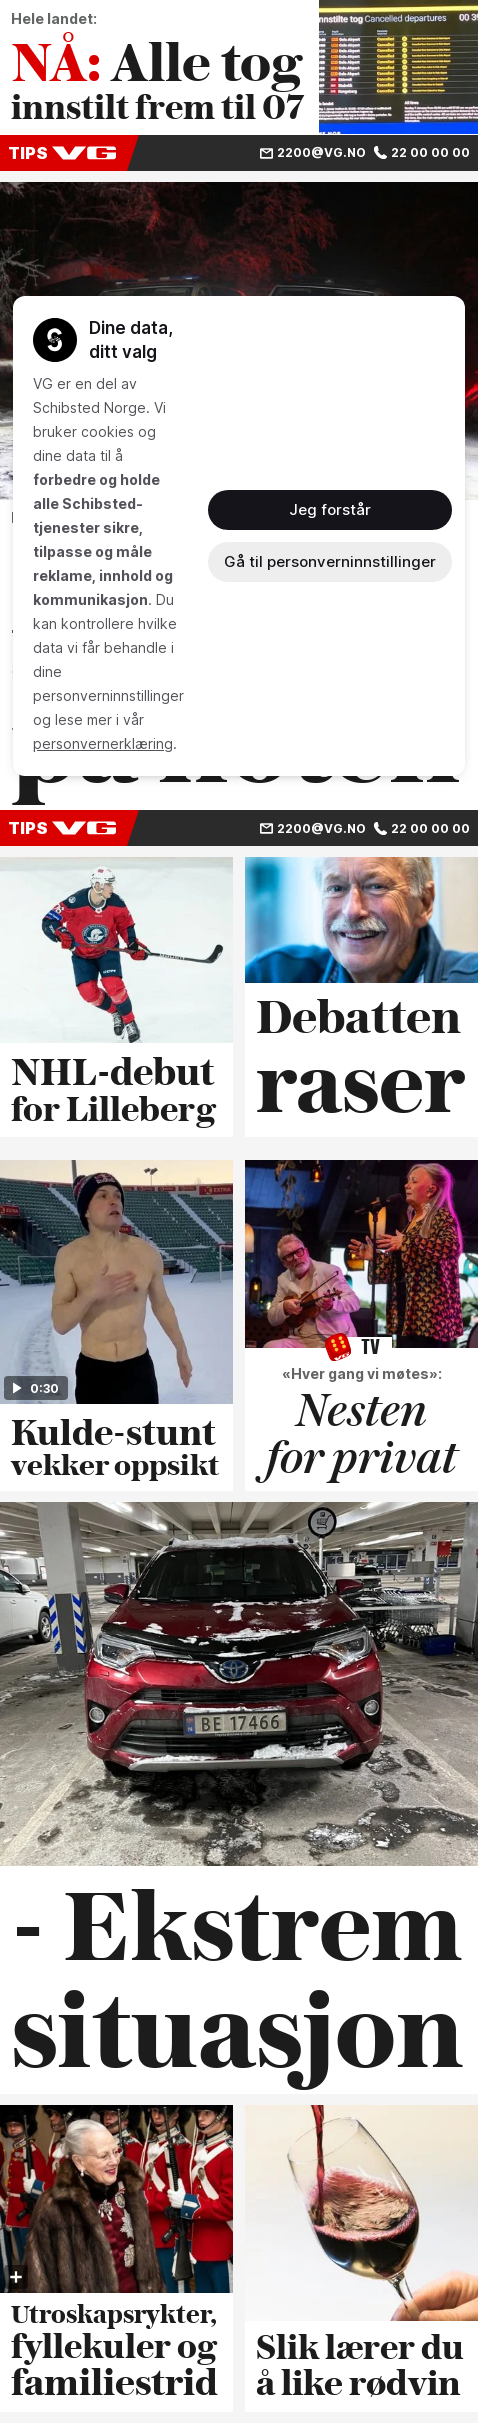 Hele landet:
NÅ: Alle tog
innstilt frem til 07
nnstilte tog Cancelled departures
TIPS VG
2200@VG.NO 22 00 00 00
Dine data,
ditt valg
VG er en del av
Schibsted Norge. Vi
bruker cookies og
dine data til å
forbedre og holde
alle Schibsted-
tjenester sikre,
tilpasse og måle
reklame, innhold og
kommunikasjon. Du
kan kontrollere hvilke
data vi får behandle i
dine
personverninnstillinger
og lese mer i vår
personvernerklæring.
Jeg forstår
Gå til personverninnstillinger
på holen
TIPS VG
2200@VG.NO 22 00 00 00
NHL-debut
for Lilleberg
Debatten
raser
0:30
Kulde-stunt
vekker oppsikt
VG TV
«Hver gang vi møtes»:
Nesten
for privat
BE 17466
- Ekstrem
situasjon
Utroskapsrykter,
fyllekuler og
familiestrid
Slik lærer du
å like rødvin